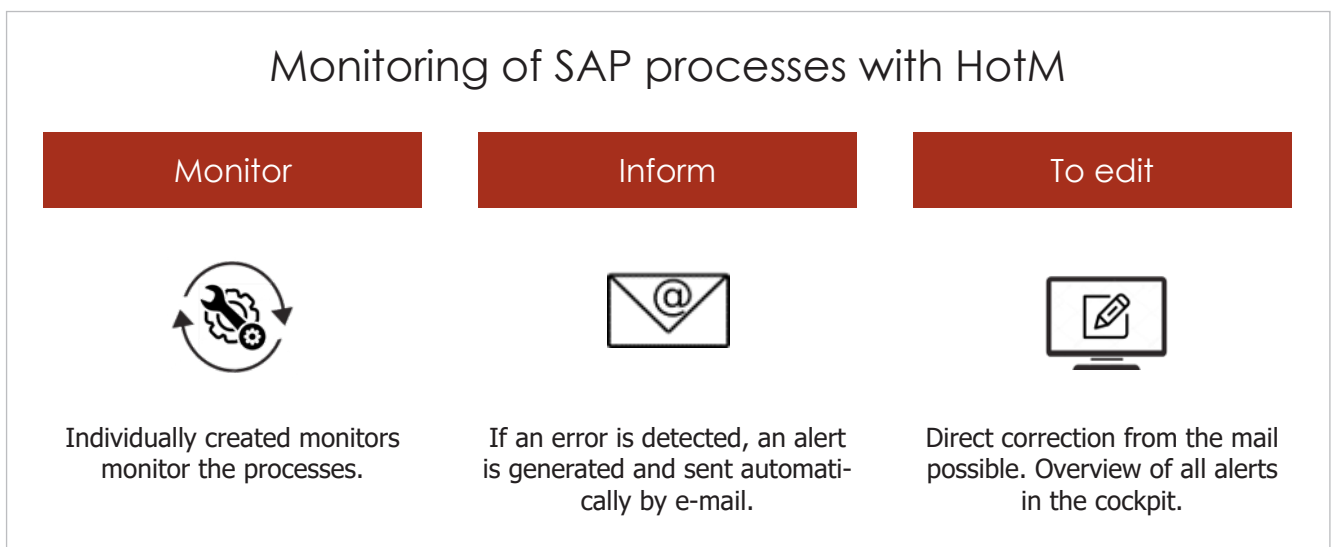 Monitoring of SAP processes with HotM
Monitor
Inform
To edit
@
Individually created monitors
monitor the processes.
If an error is detected, an alert
is generated and sent automati-
cally by e-mail.
Direct correction from the mail
possible. Overview of all alerts
in the cockpit.